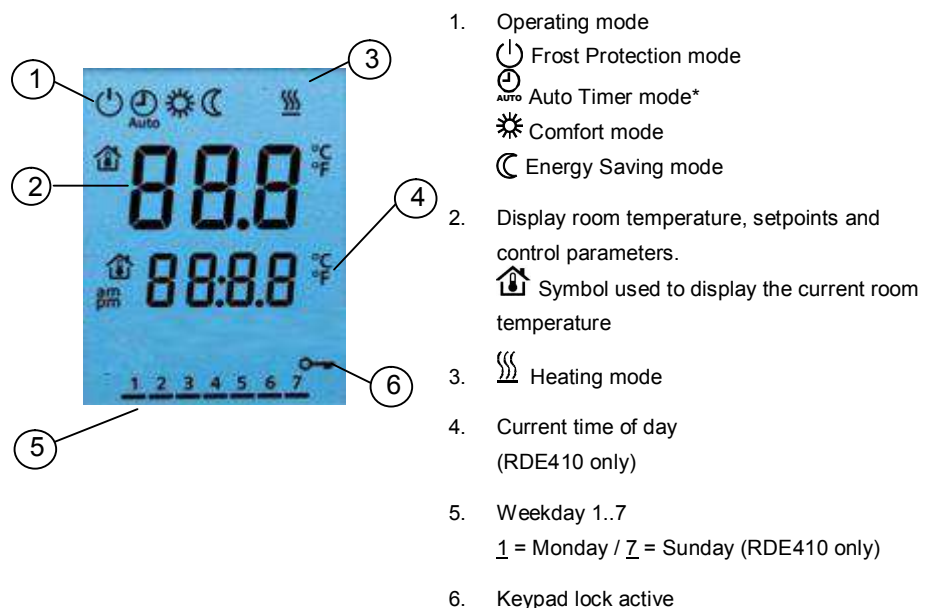 1
3
Auto
°C
°F
88.8
2
4
°C
°F
am
pm
88:8.8
6
1 2 3 4 5 6 7
5
1. Operating mode
Frost Protection mode
AUTO Auto Timer mode*
Comfort mode
Energy Saving mode
2. Display room temperature, setpoints and
control parameters.
Symbol used to display the current room
temperature
3. Heating mode
4. Current time of day
(RDE410 only)
5. Weekday 1..7
1 = Monday / 7 = Sunday (RDE410 only)
6. Keypad lock active